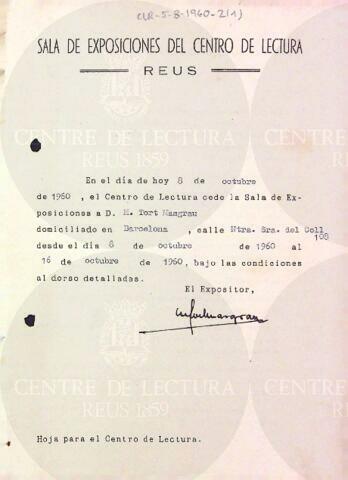 CLR-5-8-1960-2(1)
SALA DE EXPOSICIONES DEL CENTRO DE LECTURA
REUS
CENTRE DE LECTURA
REUS 1859
En el día de hoy 8 de octubre
de 1960 , el Centro de Lectura cede la Sala de Ex-
posiciones a D. M. Tort Mangrau
domiciliado en Barcelona , calle Ntra. Sra. del Coll
108
desde el día 8 de octubre de 1960 al
16 de octubre de 1960, bajo las condiciones
al dorso detalladas.
El Expositor,
CENTRE DE LECTURA
REUS 1859
Hoja para el Centro de Lectura.